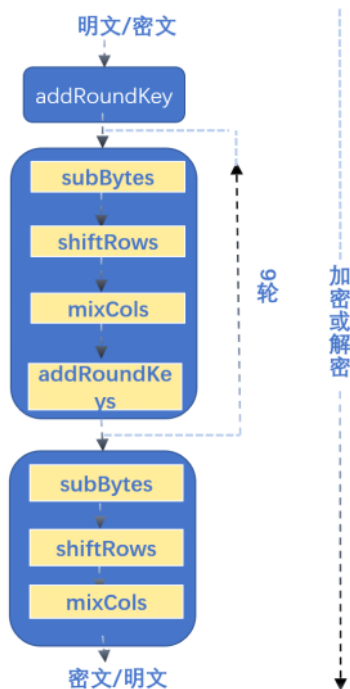 明文/密文
addRoundKey
subBytes
shiftRows
mixCols
addRoundKe
ys
9轮
加密或解密
subBytes
shiftRows
mixCols
密文/明文